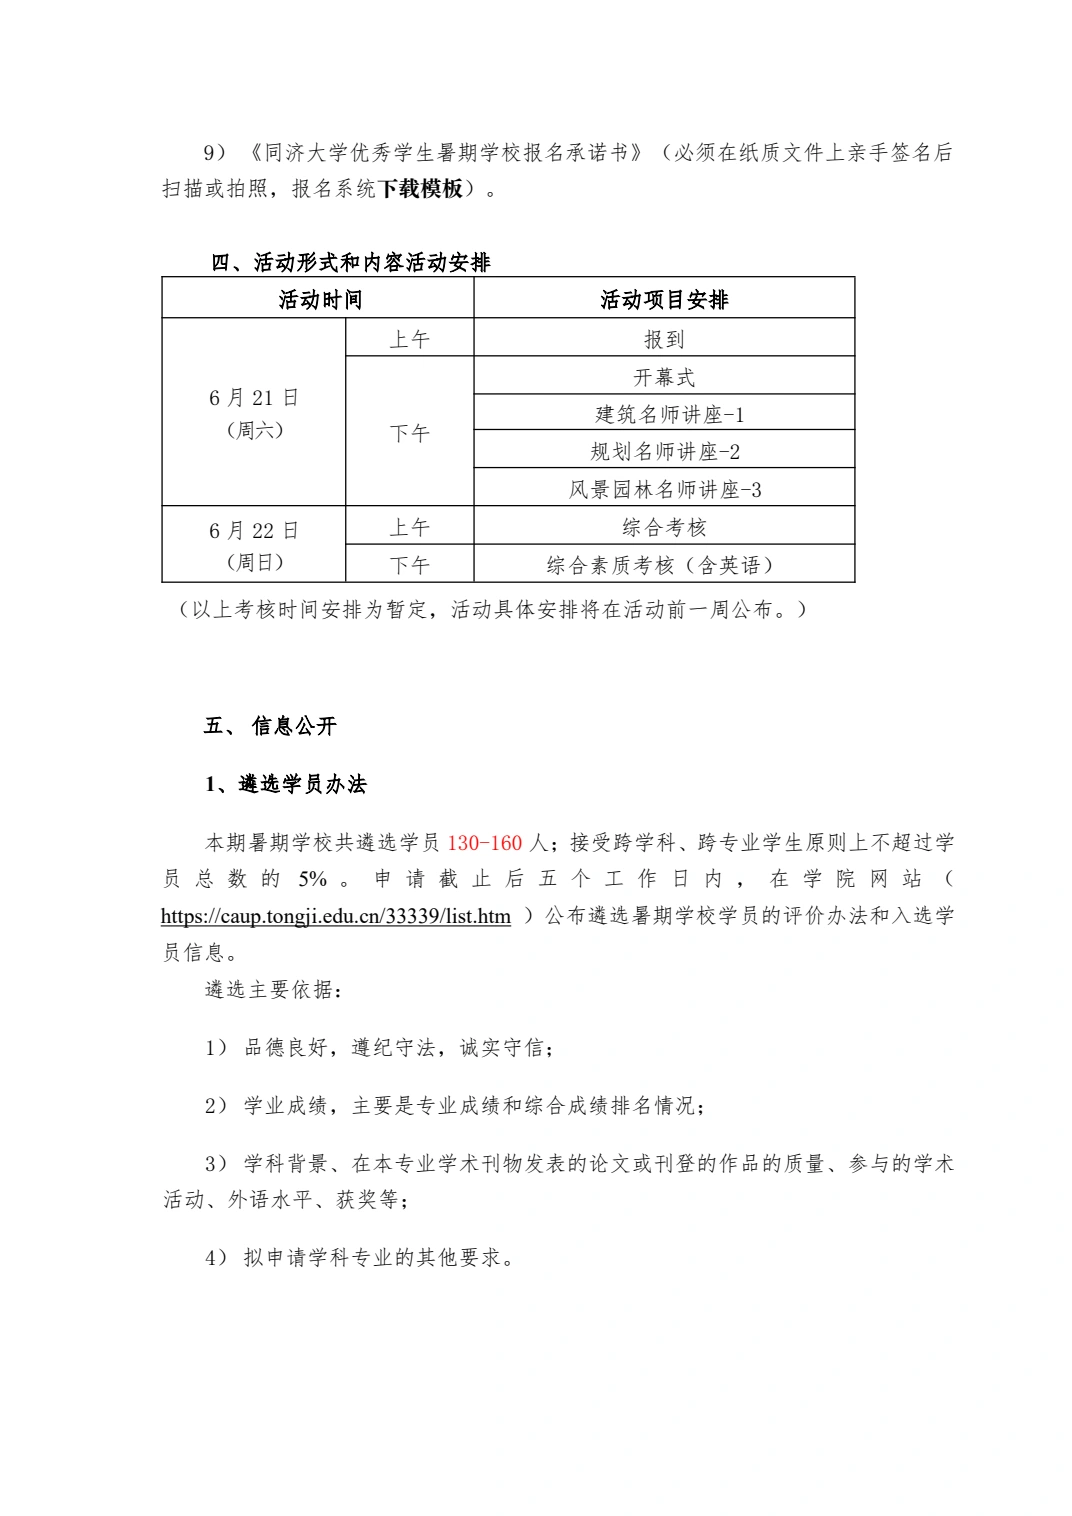 9） 《同济大学优秀学生暑期学校报名承诺书》（必须在纸质文件上亲手签名后
扫描或拍照，报名系统下载模板）。
四、活动形式和内容活动安排
活动时间 活动项目安排
上午 报到
6 月 21 日
（周六）
下午
开幕式
建筑名师讲座-1
规划名师讲座-2
风景园林名师讲座-3
6 月 22 日
（周日）
上午 综合考核
下午 综合素质考核（含英语）
（以上考核时间安排为暂定，活动具体安排将在活动前一周公布。）
五、 信息公开
1、遴选学员办法
本期暑期学校共遴选学员 130-160 人；接受跨学科、跨专业学生原则上不超过学
员总数的 5%。申请截止后五个工作日内，在学院网站（
https://caup.tongji.edu.cn/33339/list.htm ）公布遴选暑期学校学员的评价办法和入选学
员信息。
遴选主要依据：
1） 品德良好，遵纪守法，诚实守信；
2） 学业成绩，主要是专业成绩和综合成绩排名情况；
3） 学科背景、在本专业学术刊物发表的论文或刊登的作品的质量、参与的学术
活动、外语水平、获奖等；
4） 拟申请学科专业的其他要求。